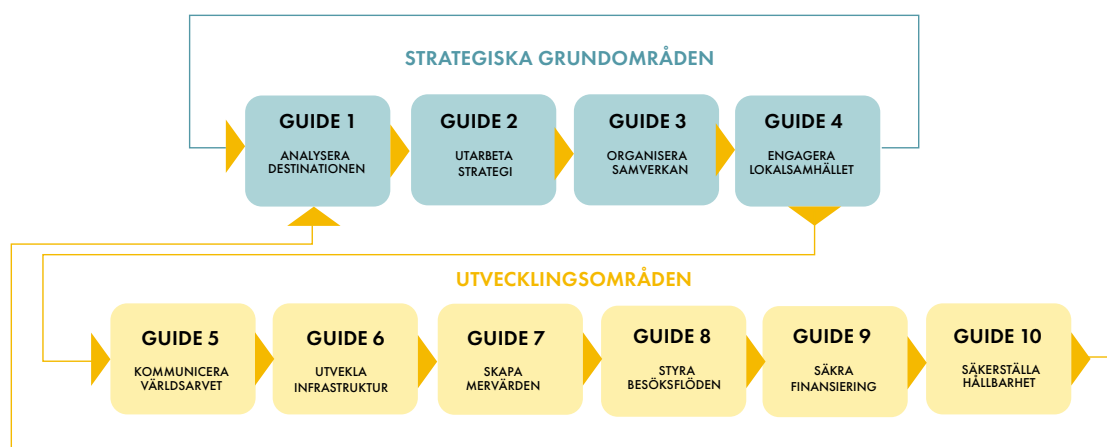 STRATEGISKA GRUNDOMRÅDEN
GUIDE 1
ANALYSERA
DESTINATIONEN
GUIDE 2
UTARBETA
STRATEGI
GUIDE 3
ORGANISERA
SAMVERKAN
GUIDE 4
ENGAGERA
LOKALSAMHÄLLET
UTVECKLINGSOMRÅDEN
GUIDE 5
KOMMUNICERA
VÄRLDSARVET
GUIDE 6
UTVEKLA
INFRASTRUKTUR
GUIDE 7
SKAPA
MERVÄRDEN
GUIDE 8
STYRA
BESÖKSFLÖDEN
GUIDE 9
SÄKRA
FINANSIERING
GUIDE 10
SÄKERSTÄLLA
HÅLLBARHET